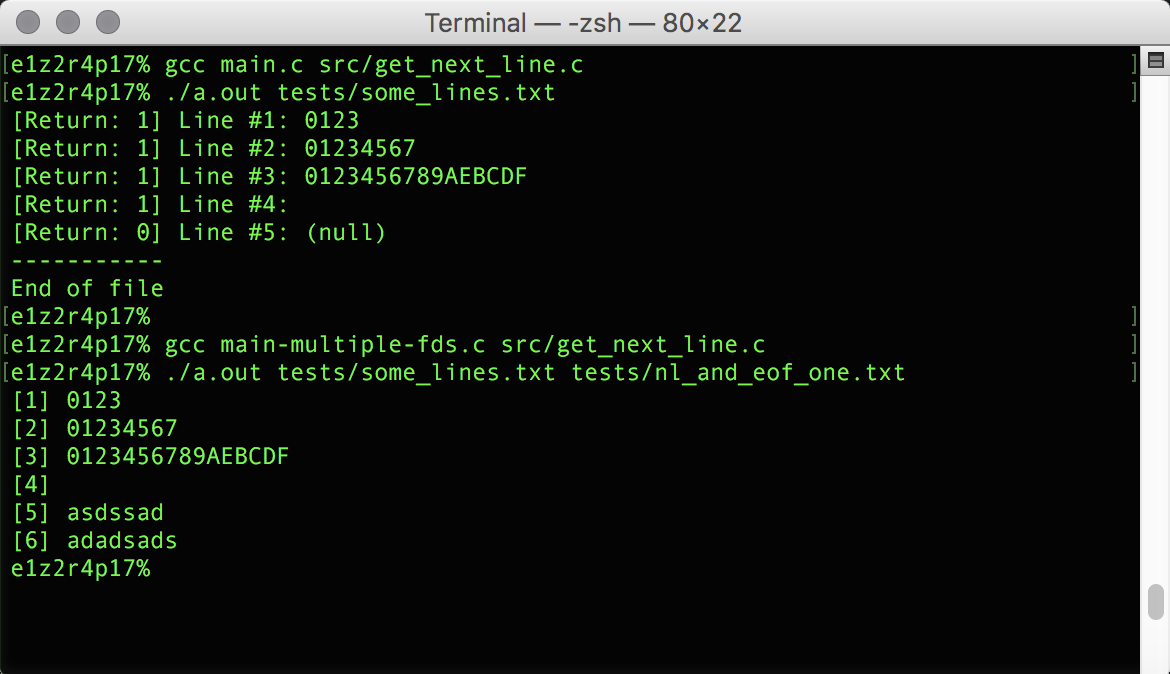 Terminal — -zsh — 80×22
[e1z2r4p17% gcc main.c src/get_next_line.c ]
[e1z2r4p17% ./a.out tests/some_lines.txt ]
[Return: 1] Line #1: 0123
[Return: 1] Line #2: 01234567
[Return: 1] Line #3: 0123456789AEBCDF
[Return: 1] Line #4:
[Return: 0] Line #5: (null)
-----------
End of file
[e1z2r4p17% ]
[e1z2r4p17% gcc main-multiple-fds.c src/get_next_line.c ]
[e1z2r4p17% ./a.out tests/some_lines.txt tests/nl_and_eof_one.txt ]
[1] 0123
[2] 01234567
[3] 0123456789AEBCDF
[4]
[5] asdssad
[6] adadsads
e1z2r4p17%